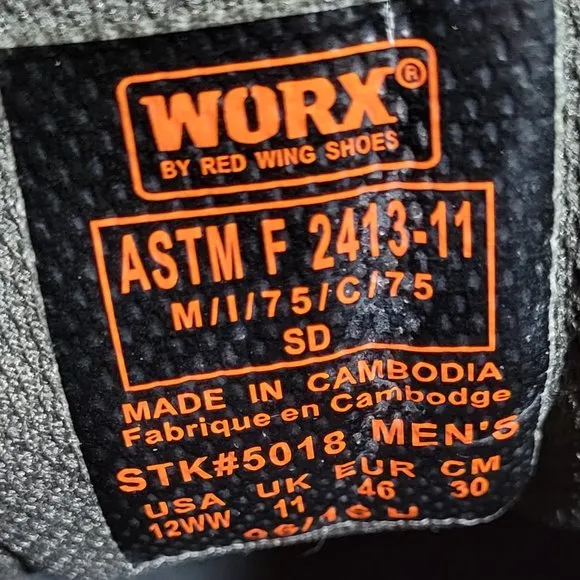 WORX®
BY RED WING SHOES
ASTM F 2413-11
M/I/75/C/75
SD
MADE IN CAMBODIA
Fabrique en Cambodge
STK#5018 MEN'S
USA UK EUR CM
12WW 11 46 30